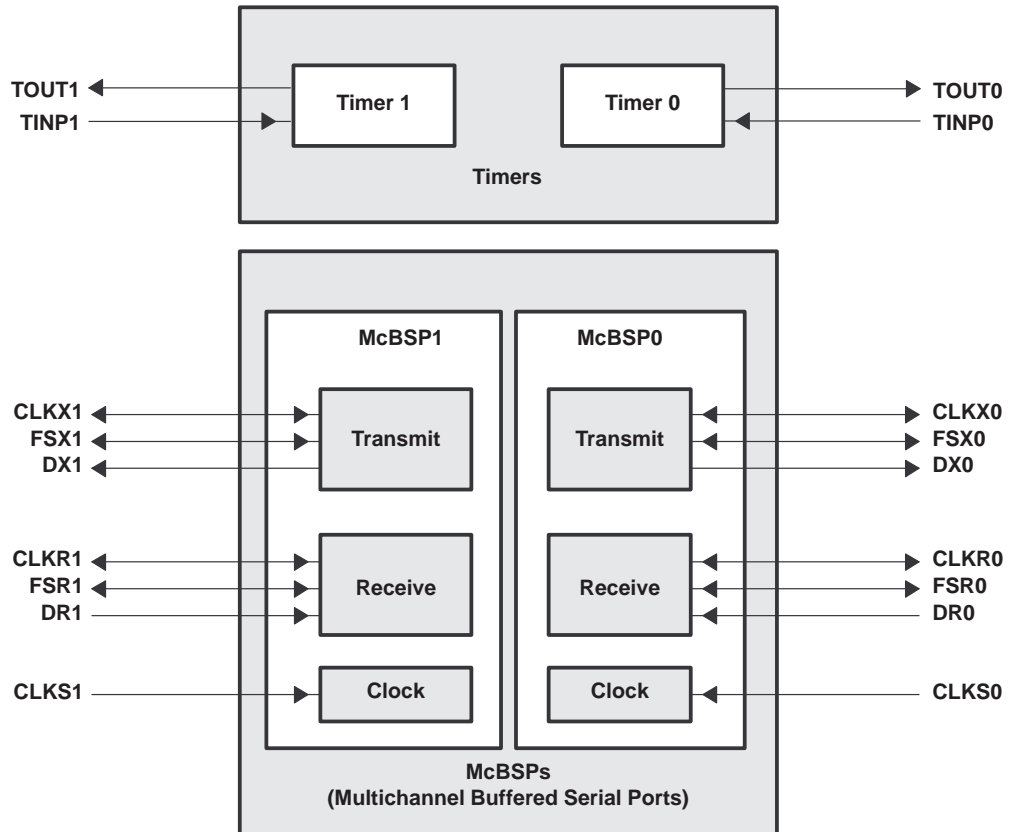 TOUT1
TINP1
Timer 1
Timer 0
TOUT0
TINP0
Timers
McBSP1
McBSP0
CLKX1
FSX1
DX1
Transmit
Transmit
CLKX0
FSX0
DX0
CLKR1
FSR1
DR1
Receive
Receive
CLKR0
FSR0
DR0
CLKS1
Clock
Clock
CLKS0
McBSPs
(Multichannel Buffered Serial Ports)